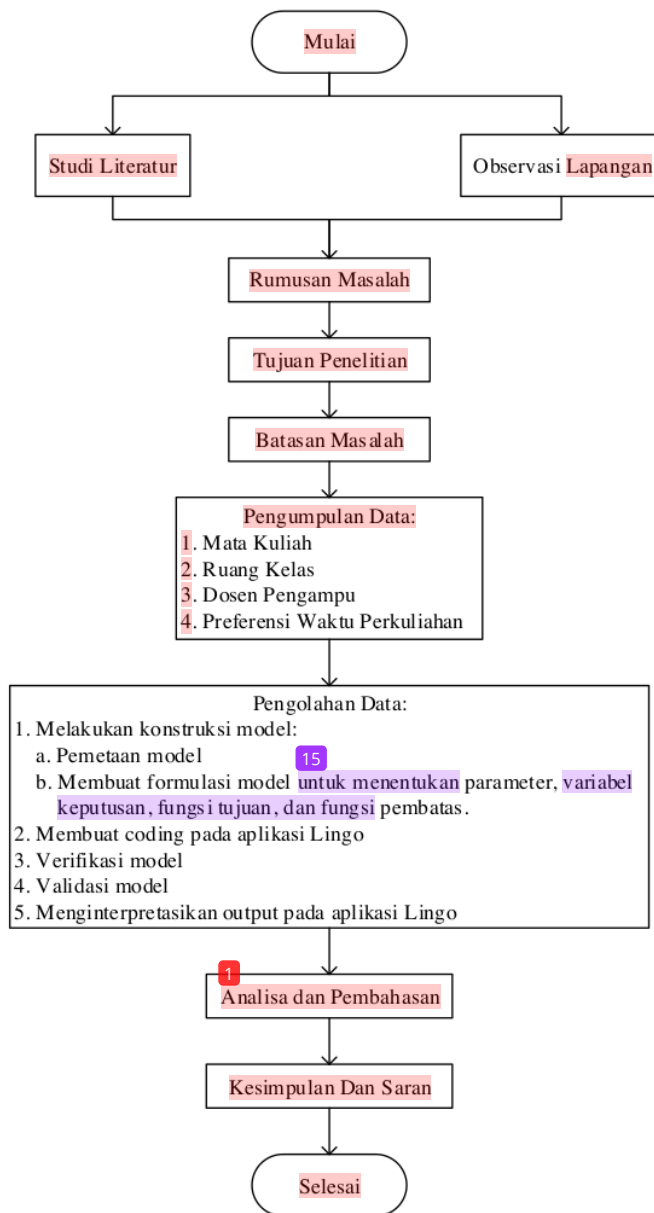 Mulai
Studi Literatur
Observasi Lapangan
Rumusan Masalah
Tujuan Penelitian
Batasan Masalah
Pengumpulan Data:
1. Mata Kuliah
2. Ruang Kelas
3. Dosen Pengampu
4. Preferensi Waktu Perkuliahan
Pengolahan Data:
1. Melakukan konstruksi model:
a. Pemetaan model
15
b. Membuat formulasi model untuk menentukan parameter, variabel
keputusan, fungsi tujuan, dan fungsi pembatas.
2. Membuat coding pada aplikasi Lingo
3. Verifikasi model
4. Validasi model
5. Menginterpretasikan output pada aplikasi Lingo
1
Analisa dan Pembahasan
Kesimpulan Dan Saran
Selesai